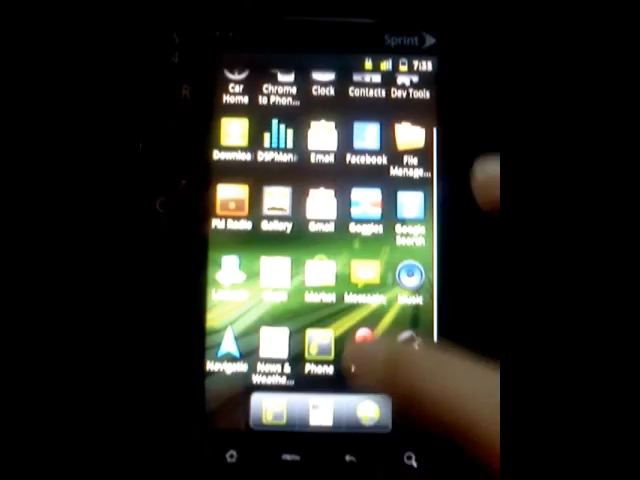 Sprint
7:35
Car
Home
Chrome
to Phon...
Clock
Contacts
Dev Tools
Email
Facebook
File
Manage...
FM Radio
Gallery
Gmail
Goggles
Google
Search
Market
Messaging
Music
News &
Weathe...
Phone